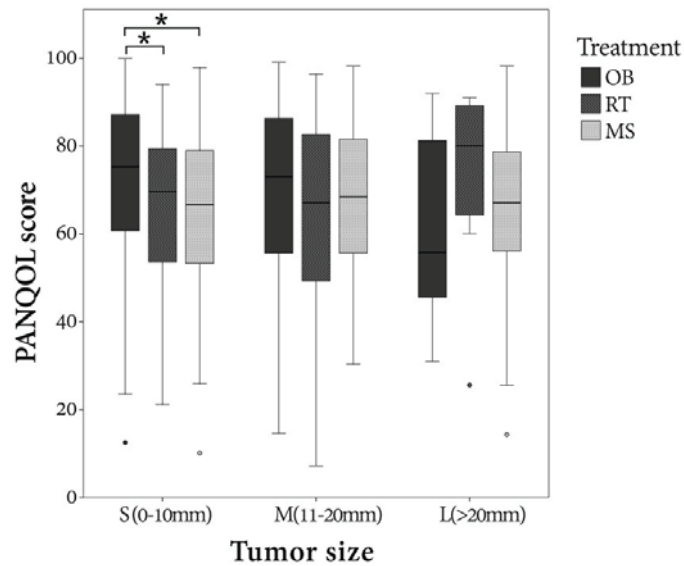 * 
*
Treatment
OB
RT
MS
PANQOL score
100
80
60
40
20
0
S(0-10mm) M(11-20mm) L(>20mm)
Tumor size